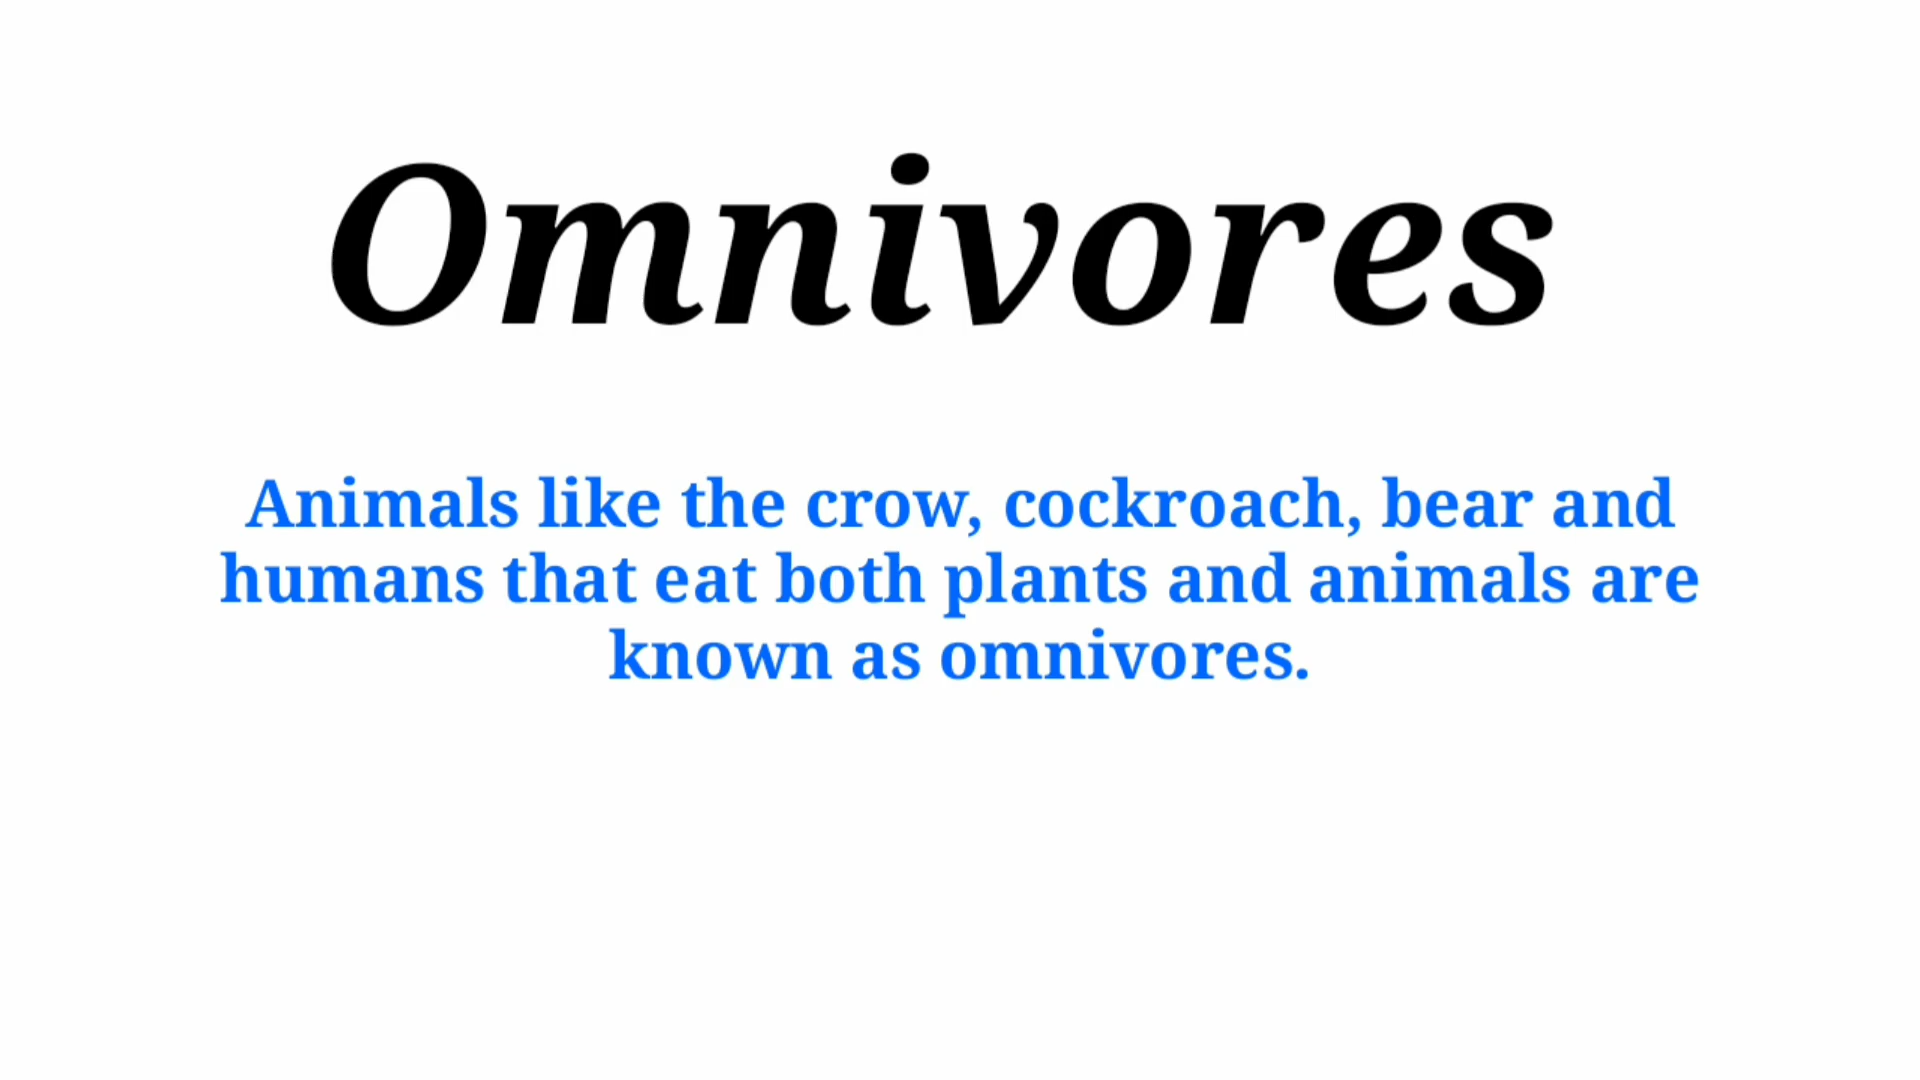 Omnivores
Animals like the crow, cockroach, bear and
humans that eat both plants and animals are
known as omnivores.